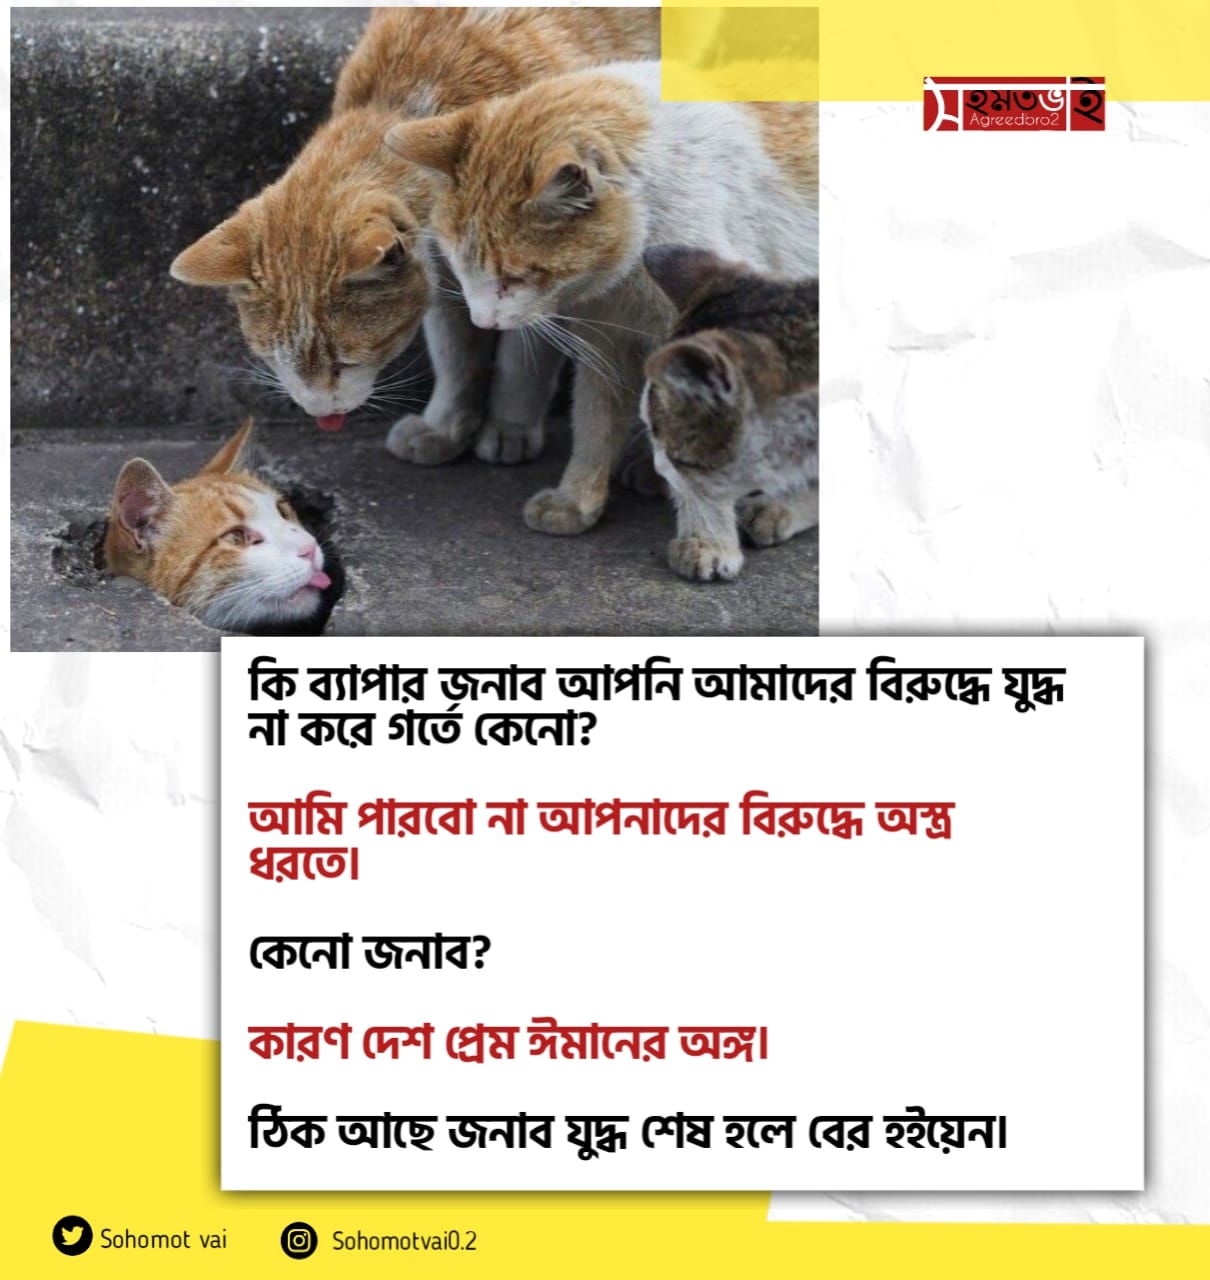 সহমতভাই
Agreedbro2
কি ব্যাপার জনাব আপনি আমাদের বিরুদ্ধে যুদ্ধ
না করে গর্তে কেনো?
আমি পারবো না আপনাদের বিরুদ্ধে অস্ত্র
ধরতে।
কেনো জনাব?
কারণ দেশ প্রেম ঈমানের অঙ্গ।
ঠিক আছে জনাব যুদ্ধ শেষ হলে বের হইয়েন।
Sohomot vai
Sohomotvai0.2